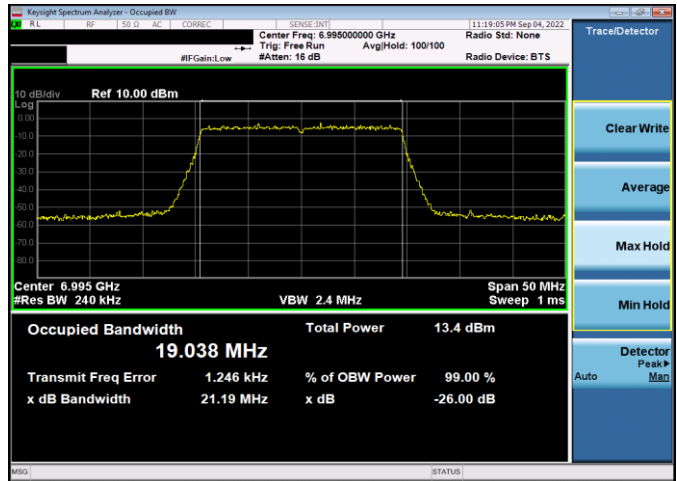 Keysight Spectrum Analyzer - Occupied BW
LXI RL RF 50 Ω AC CORREC SENSE:INT 11:19:05 PM Sep 04, 2022
Center Freq: 6.995000000 GHz Radio Std: None
Trig: Free Run Avg|Hold: 100/100
#IFGain:Low #Atten: 16 dB Radio Device: BTS
Trace/Detector
10 dB/div Ref 10.00 dBm
Log
0.00
-10.0
-20.0
-30.0
-40.0
-50.0
-60.0
-70.0
-80.0
Center 6.995 GHz Span 50 MHz
#Res BW 240 kHz VBW 2.4 MHz Sweep 1 ms
Occupied Bandwidth Total Power 13.4 dBm
19.038 MHz
Transmit Freq Error 1.246 kHz % of OBW Power 99.00 %
x dB Bandwidth 21.19 MHz x dB -26.00 dB
Clear Write
Average
Max Hold
Min Hold
Detector
Peak▶
Auto Man
MSG STATUS